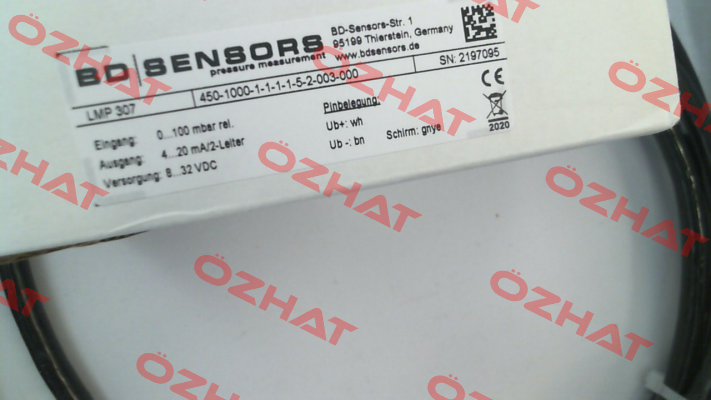 BD|SENSORS
pressure measurement
BD-Sensors-Str. 1
95199 Thierstein, Germany
www.bdsensors.de
LMP 307
450-1000-1-1-1-1-5-2-003-000
SN: 2197095
Eingang: 0...100 mbar rel.
Ausgang: 4...20 mA/2-Leiter
Versorgung: 8...32 VDC
Pinbelegung:
Ub+: wh
Ub -: bn
Schirm: gnye
CE
2020
ÖZHAT
ÖZHAT
ÖZHAT
ÖZHAT
ÖZHAT
ÖZHAT
ÖZHAT
ÖZHAT
ÖZHAT
ÖZHAT